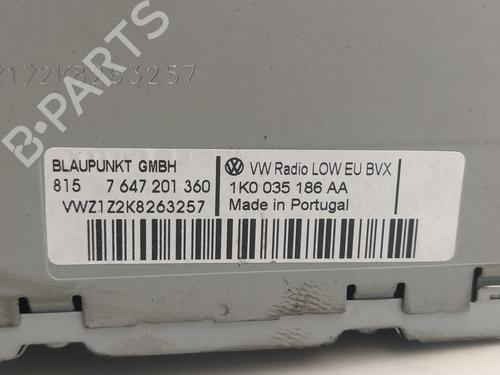 B-PARTS
Z1Z2K8263257
BLAUPUNKT GMBH
815 7 647 201 360
VWZ1Z2K8263257
VW Radio LOW EU BVX
1K0 035 186 AA
Made in Portugal